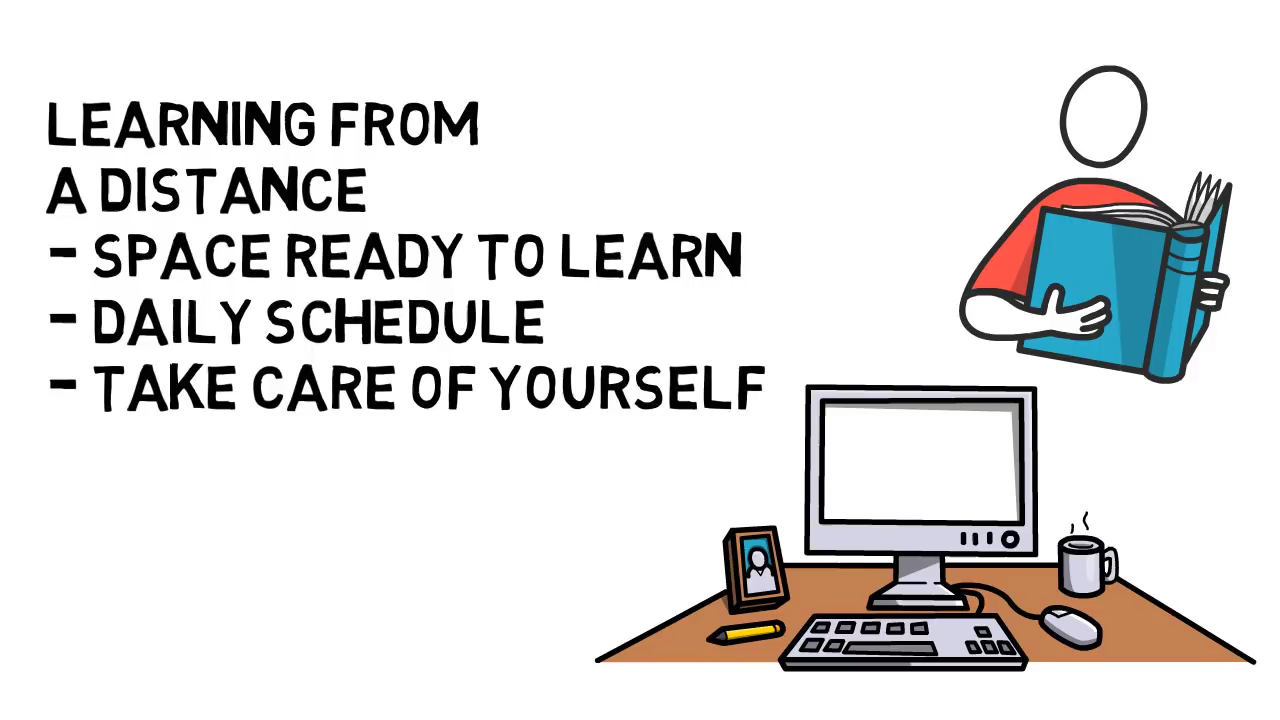 LEARNING FROM
A DISTANCE
- SPACE READY TO LEARN
- DAILY SCHEDULE
- TAKE CARE OF YOURSELF